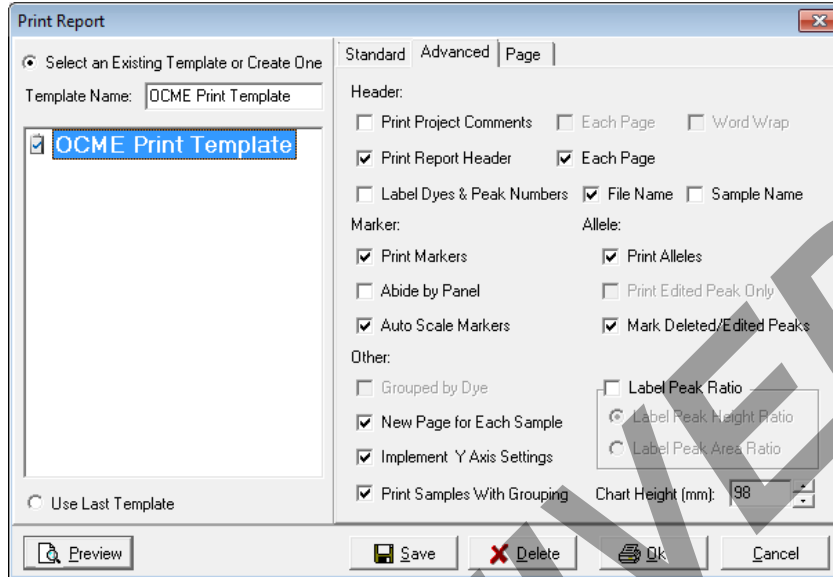 Print Report
Select an Existing Template or Create One
Template Name: OCME Print Template
OCME Print Template
Use Last Template
Preview
Standard Advanced Page
Header:
Print Project Comments Each Page Word Wrap
Print Report Header Each Page
Label Dyes & Peak Numbers File Name Sample Name
Marker: Allele:
Print Markers Print Alleles
Abide by Panel Print Edited Peak Only
Auto Scale Markers Mark Deleted/Edited Peaks
Other:
Grouped by Dye Label Peak Ratio
New Page for Each Sample Label Peak Height Ratio
Implement Y Axis Settings Label Peak Area Ratio
Print Samples With Grouping Chart Height (mm): 98
Save Delete Ok Cancel